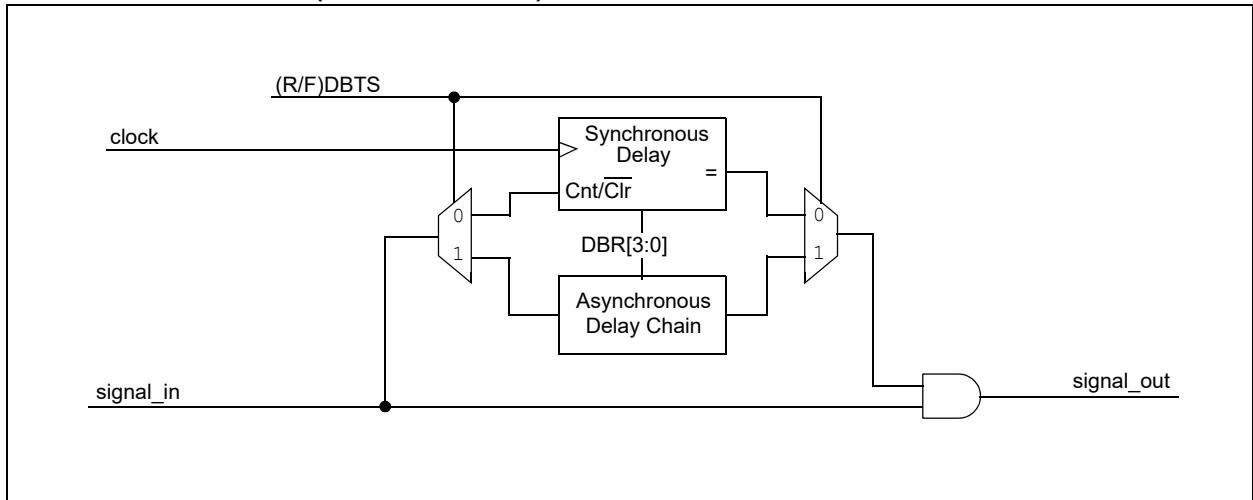 (R/F)DBTS
clock
Synchronous
Delay
=
Cnt/Clr
0
0
DBR[3:0]
1
1
Asynchronous
Delay Chain
signal_in
signal_out